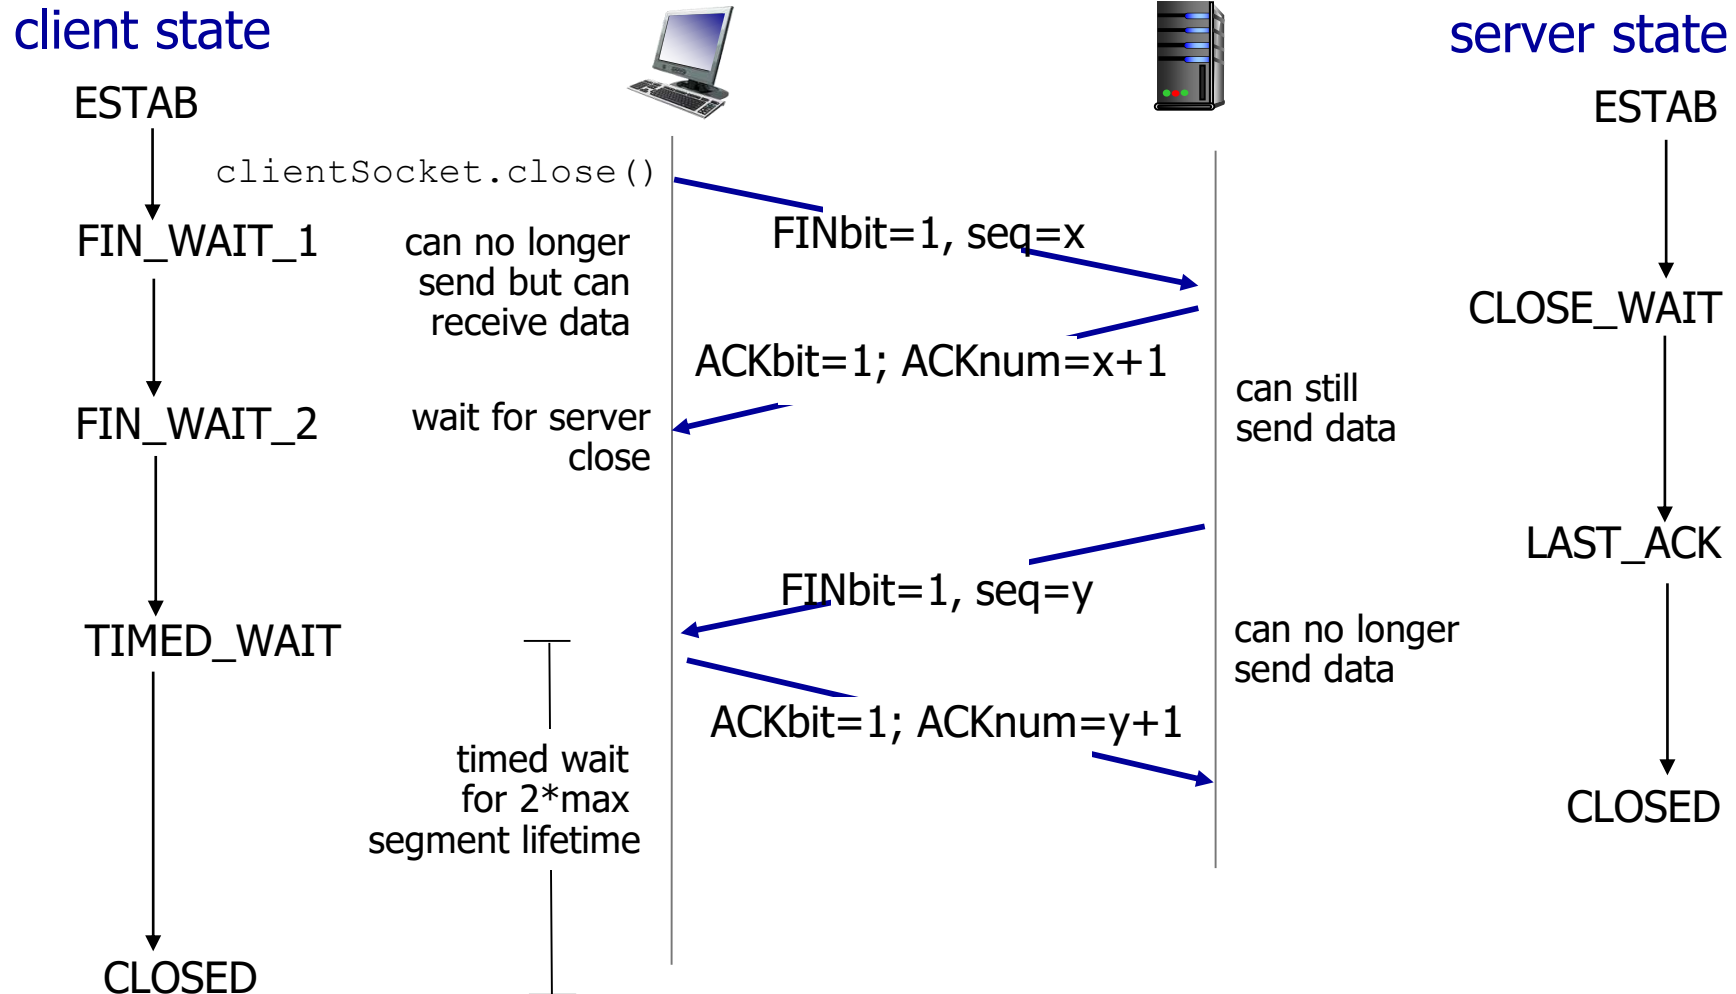 client state
server state
ESTAB
ESTAB
clientSocket.close()
FINbit=1, seq=x
FIN_WAIT_1
can no longer
send but can
receive data
CLOSE_WAIT
ACKbit=1; ACKnum=x+1
can still
send data
FIN_WAIT_2
wait for server
close
LAST_ACK
FINbit=1, seq=y
TIMED_WAIT
can no longer
send data
ACKbit=1; ACKnum=y+1
timed wait
for 2*max
segment lifetime
CLOSED
CLOSED